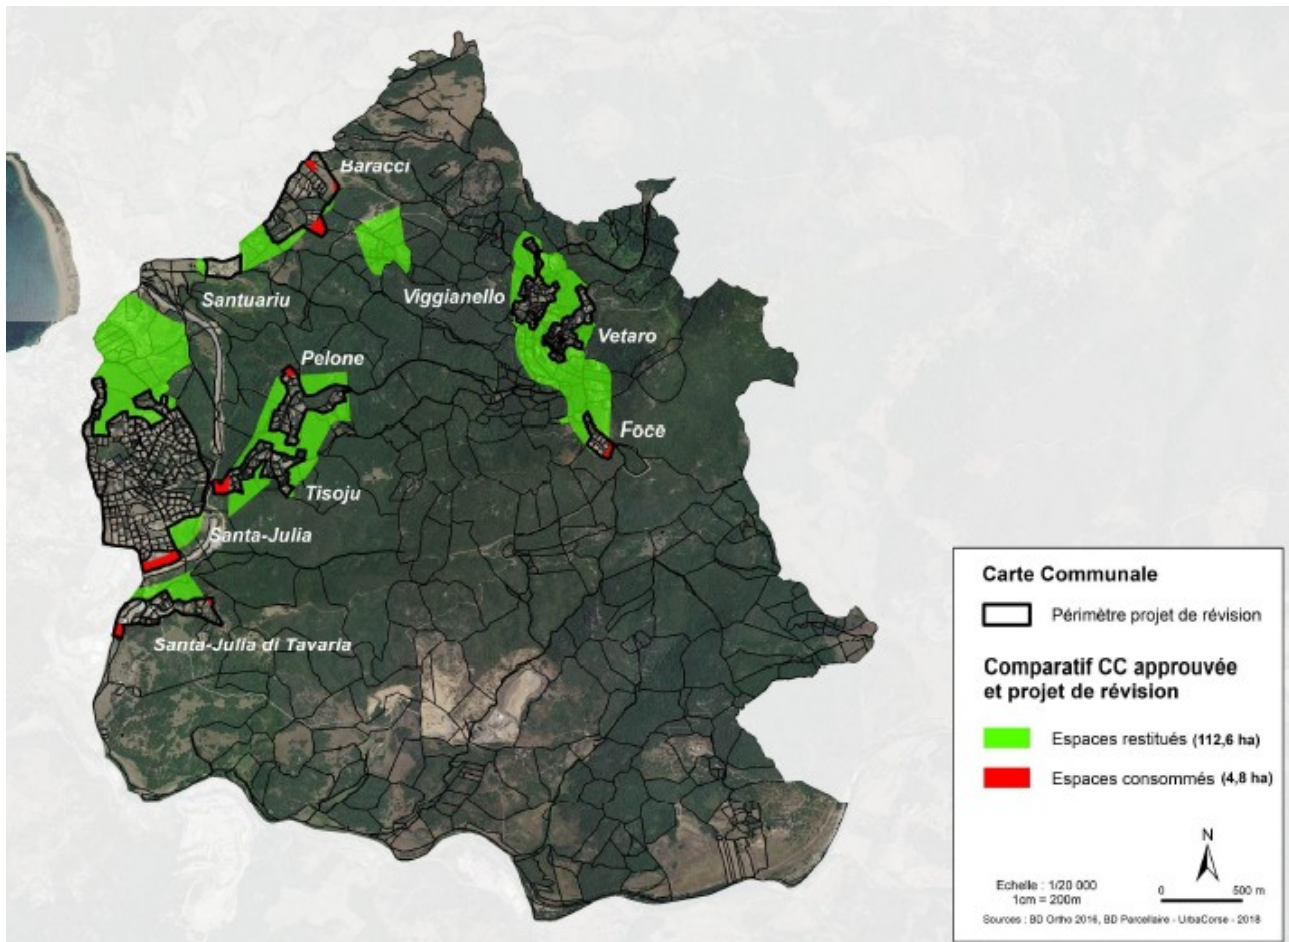 Baracci
Santuariu
Viggianello
Vetaro
Pelone
Focé
Tisoju
Santa-Julia
Santa-Julia di Tavaria
Carte Communale
Périmètre projet de révision
Comparatif CC approuvée
et projet de révision
Espaces restitués (112,6 ha)
Espaces consommés (4,8 ha)
N
Echelle : 1/20 000
1cm = 200m
0 500 m
Sources : BD Ortho 2016, BD Parcellaire - UrbaCorse - 2018